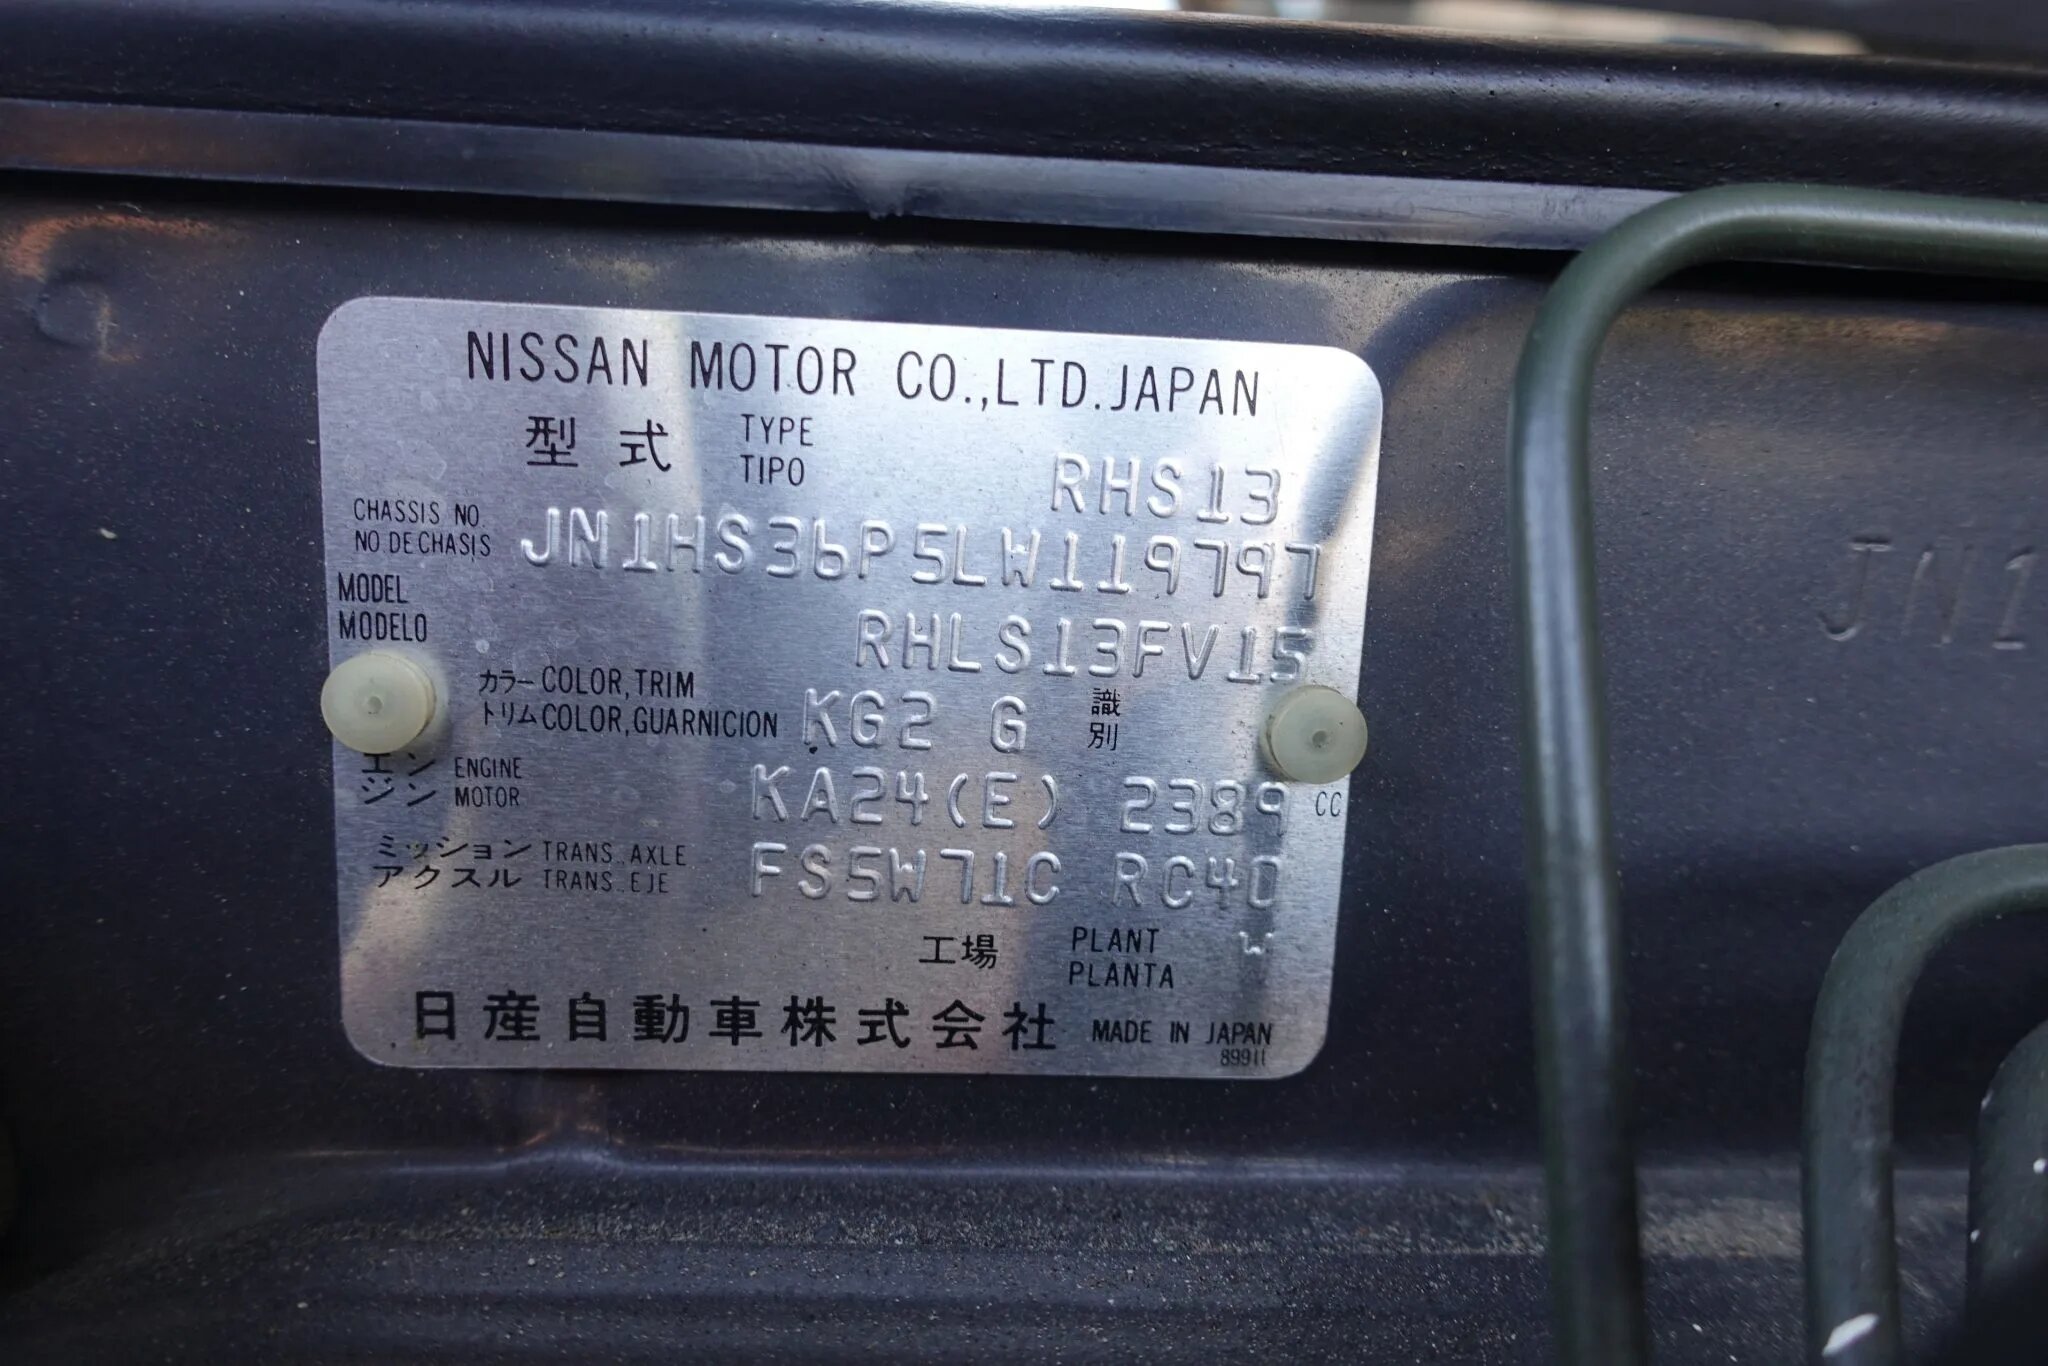 NISSAN MOTOR CO.,LTD.JAPAN
型式 TYPE TIPO RHS13
CHASSIS NO. NO.DE CHASIS JN1HS36P5LW119797
MODEL MODELO RHLS13FV15
カラー COLOR,TRIM
トリム COLOR,GUARNICION KG2 G 識別
エンジン ENGINE MOTOR KA24(E) 2389 CC
ミッション TRANS.,AXLE
アクスル TRANS.,EJE FS5W71C RC40
工場 PLANT PLANTA W
日産自動車株式会社 MADE IN JAPAN
89911
JN1